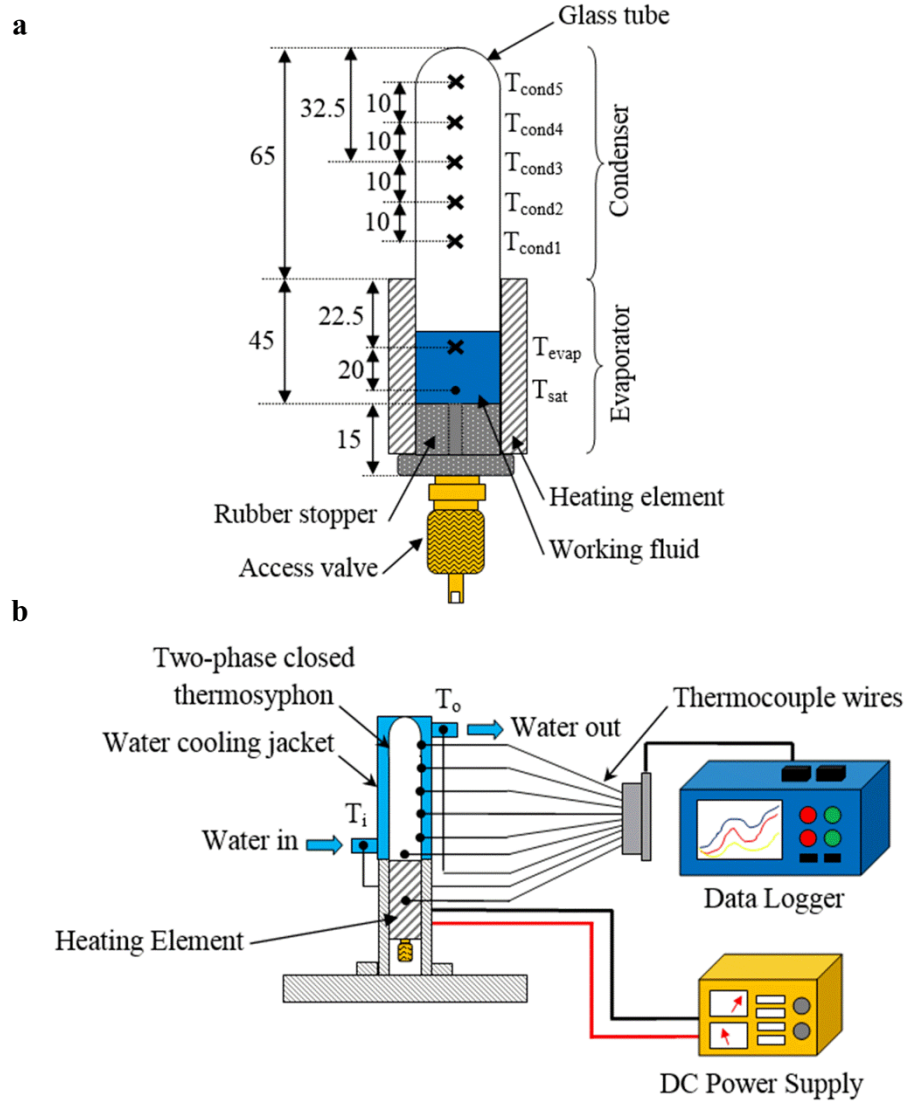 a
Glass tube
65
32.5
10
10
10
10
Tcond5
Tcond4
Tcond3
Tcond2
Tcond1
Condenser
45
22.5
20
15
Tevap
Tsat
Evaporator
Rubber stopper
Access valve
Heating element
Working fluid
b
Two-phase closed
thermosyphon
Water cooling jacket
To
Water out
Thermocouple wires
Ti
Water in
Heating Element
Data Logger
DC Power Supply